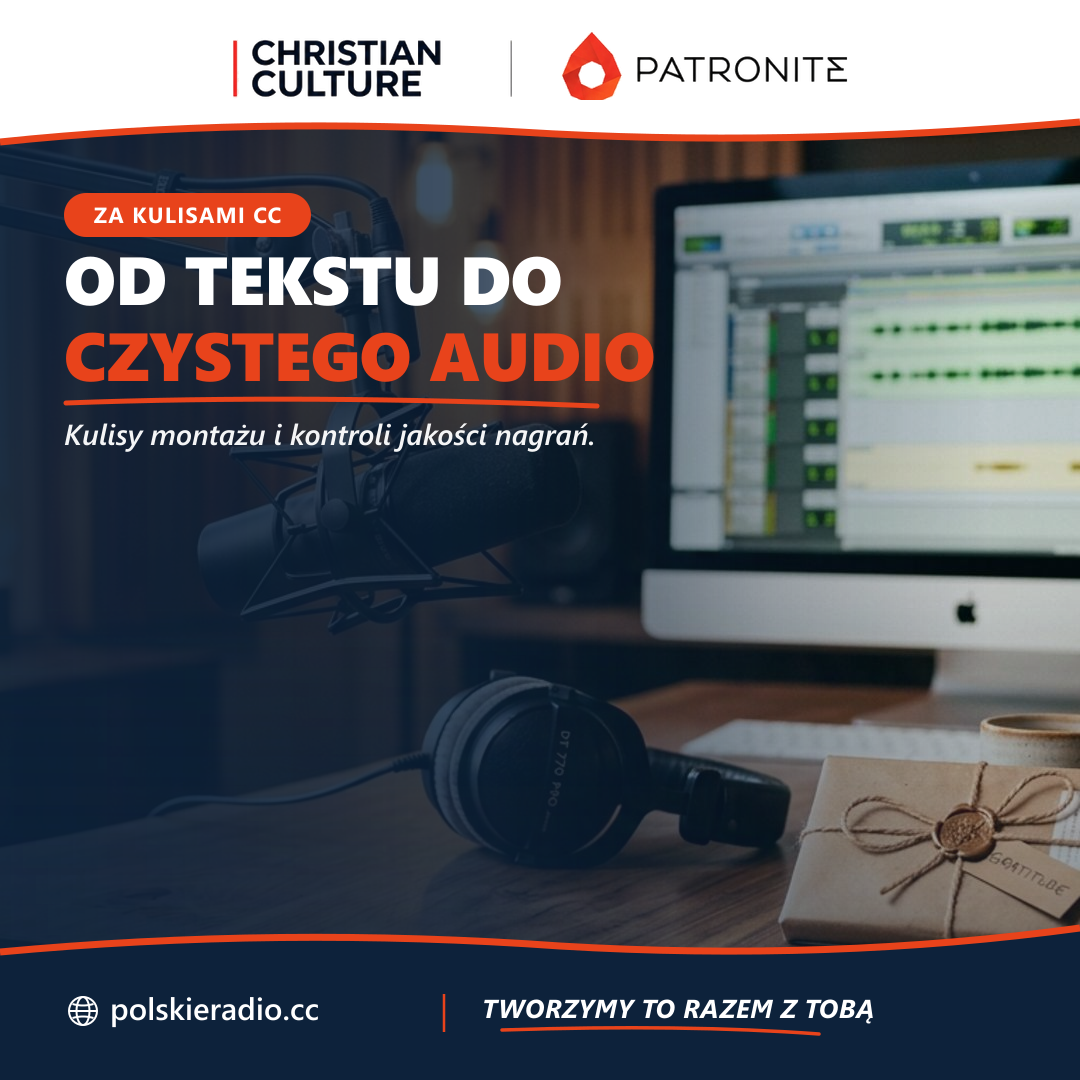 CHRISTIAN
CULTURE
PATRONITE
ZA KULISAMI CC
OD TEKSTU DO
CZYSTEGO AUDIO
Kulisy montażu i kontroli jakości nagrań.
DT 770 PRO
GRATITUDE
polskieradio.cc
TWORZYMY TO RAZEM Z TOBĄ